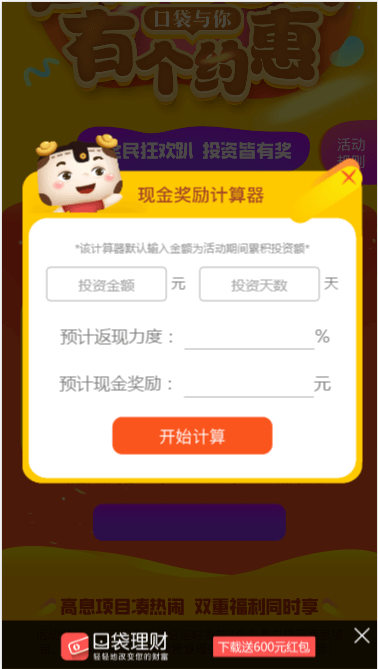 口袋与你
有个约惠
全民狂欢趴 投资皆有奖
活动
规则
现金奖励计算器
*该计算器默认输入金额为活动期间累积投资额*
投资金额 元 投资天数 天
预计返现力度： %
预计现金奖励： 元
开始计算
高息项目凑热闹 双重福利同时享
口袋理财
轻轻松松改变你的财富
下载送600元红包